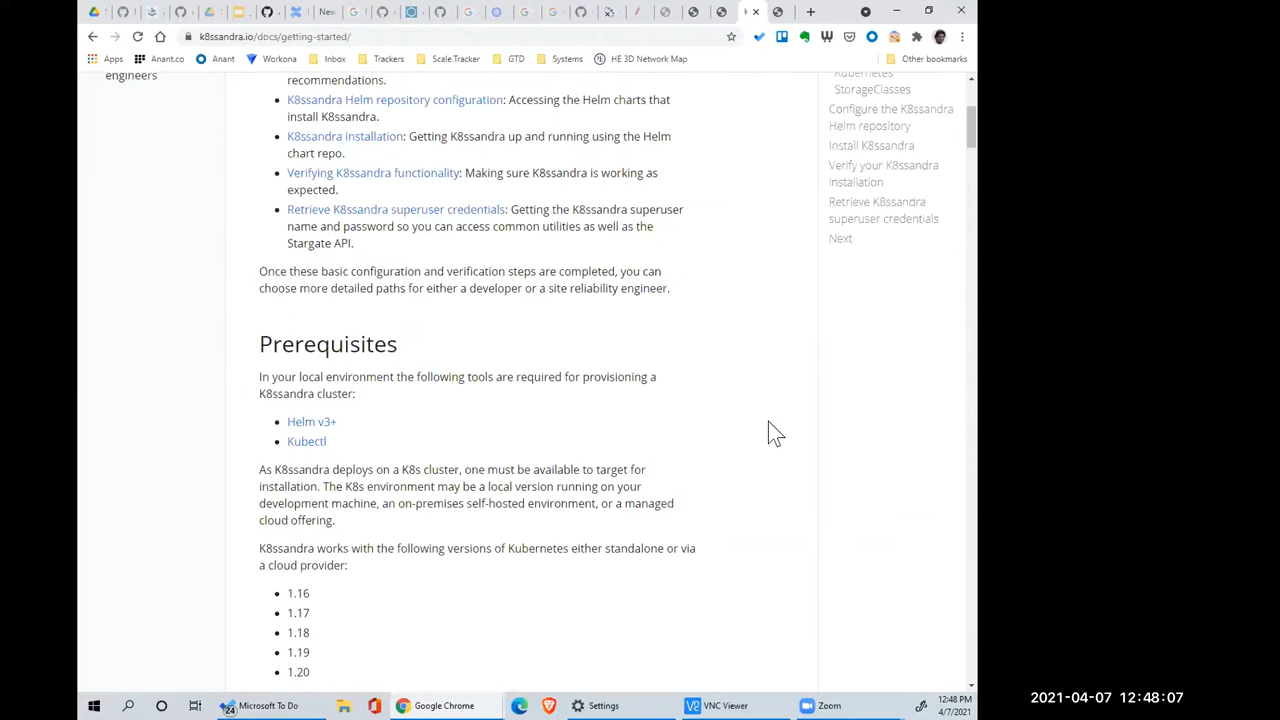 New
k8ssandra.io/docs/getting-started/
Apps
Anant.co
Anant
Workona
Inbox
Trackers
Scale.Tracker
GTD
Systems
HE 3D Network Map
Other bookmarks
engineers
recommendations.
K8ssandra Helm repository configuration: Accessing the Helm charts that
install K8ssandra.
K8ssandra installation: Getting K8ssandra up and running using the Helm
chart repo.
Verifying K8ssandra functionality: Making sure K8ssandra is working as
expected.
Retrieve K8ssandra superuser credentials: Getting the K8ssandra superuser
name and password so you can access common utilities as well as the
Stargate API.
Once these basic configuration and verification steps are completed, you can
choose more detailed paths for either a developer or a site reliability engineer.
Prerequisites
In your local environment the following tools are required for provisioning a
K8ssandra cluster:
Helm v3+
Kubectl
As K8ssandra deploys on a K8s cluster, one must be available to target for
installation. The K8s environment may be a local version running on your
development machine, an on-premises self-hosted environment, or a managed
cloud offering.
K8ssandra works with the following versions of Kubernetes either standalone or via
a cloud provider:
1.16
1.17
1.18
1.19
1.20
Kubernetes
StorageClasses
Configure the K8ssandra
Helm repository
Install K8ssandra
Verify your K8ssandra
installation
Retrieve K8ssandra
superuser credentials
Next
24
Microsoft To Do
Google Chrome
Settings
VNC Viewer
Zoom
12:48 PM
4/7/2021
2021-04-07 12:48:07